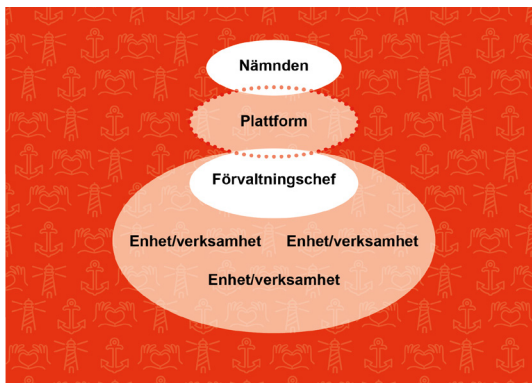 Nämnden
Plattform
Förvaltningschef
Enhet/verksamhet Enhet/verksamhet
Enhet/verksamhet